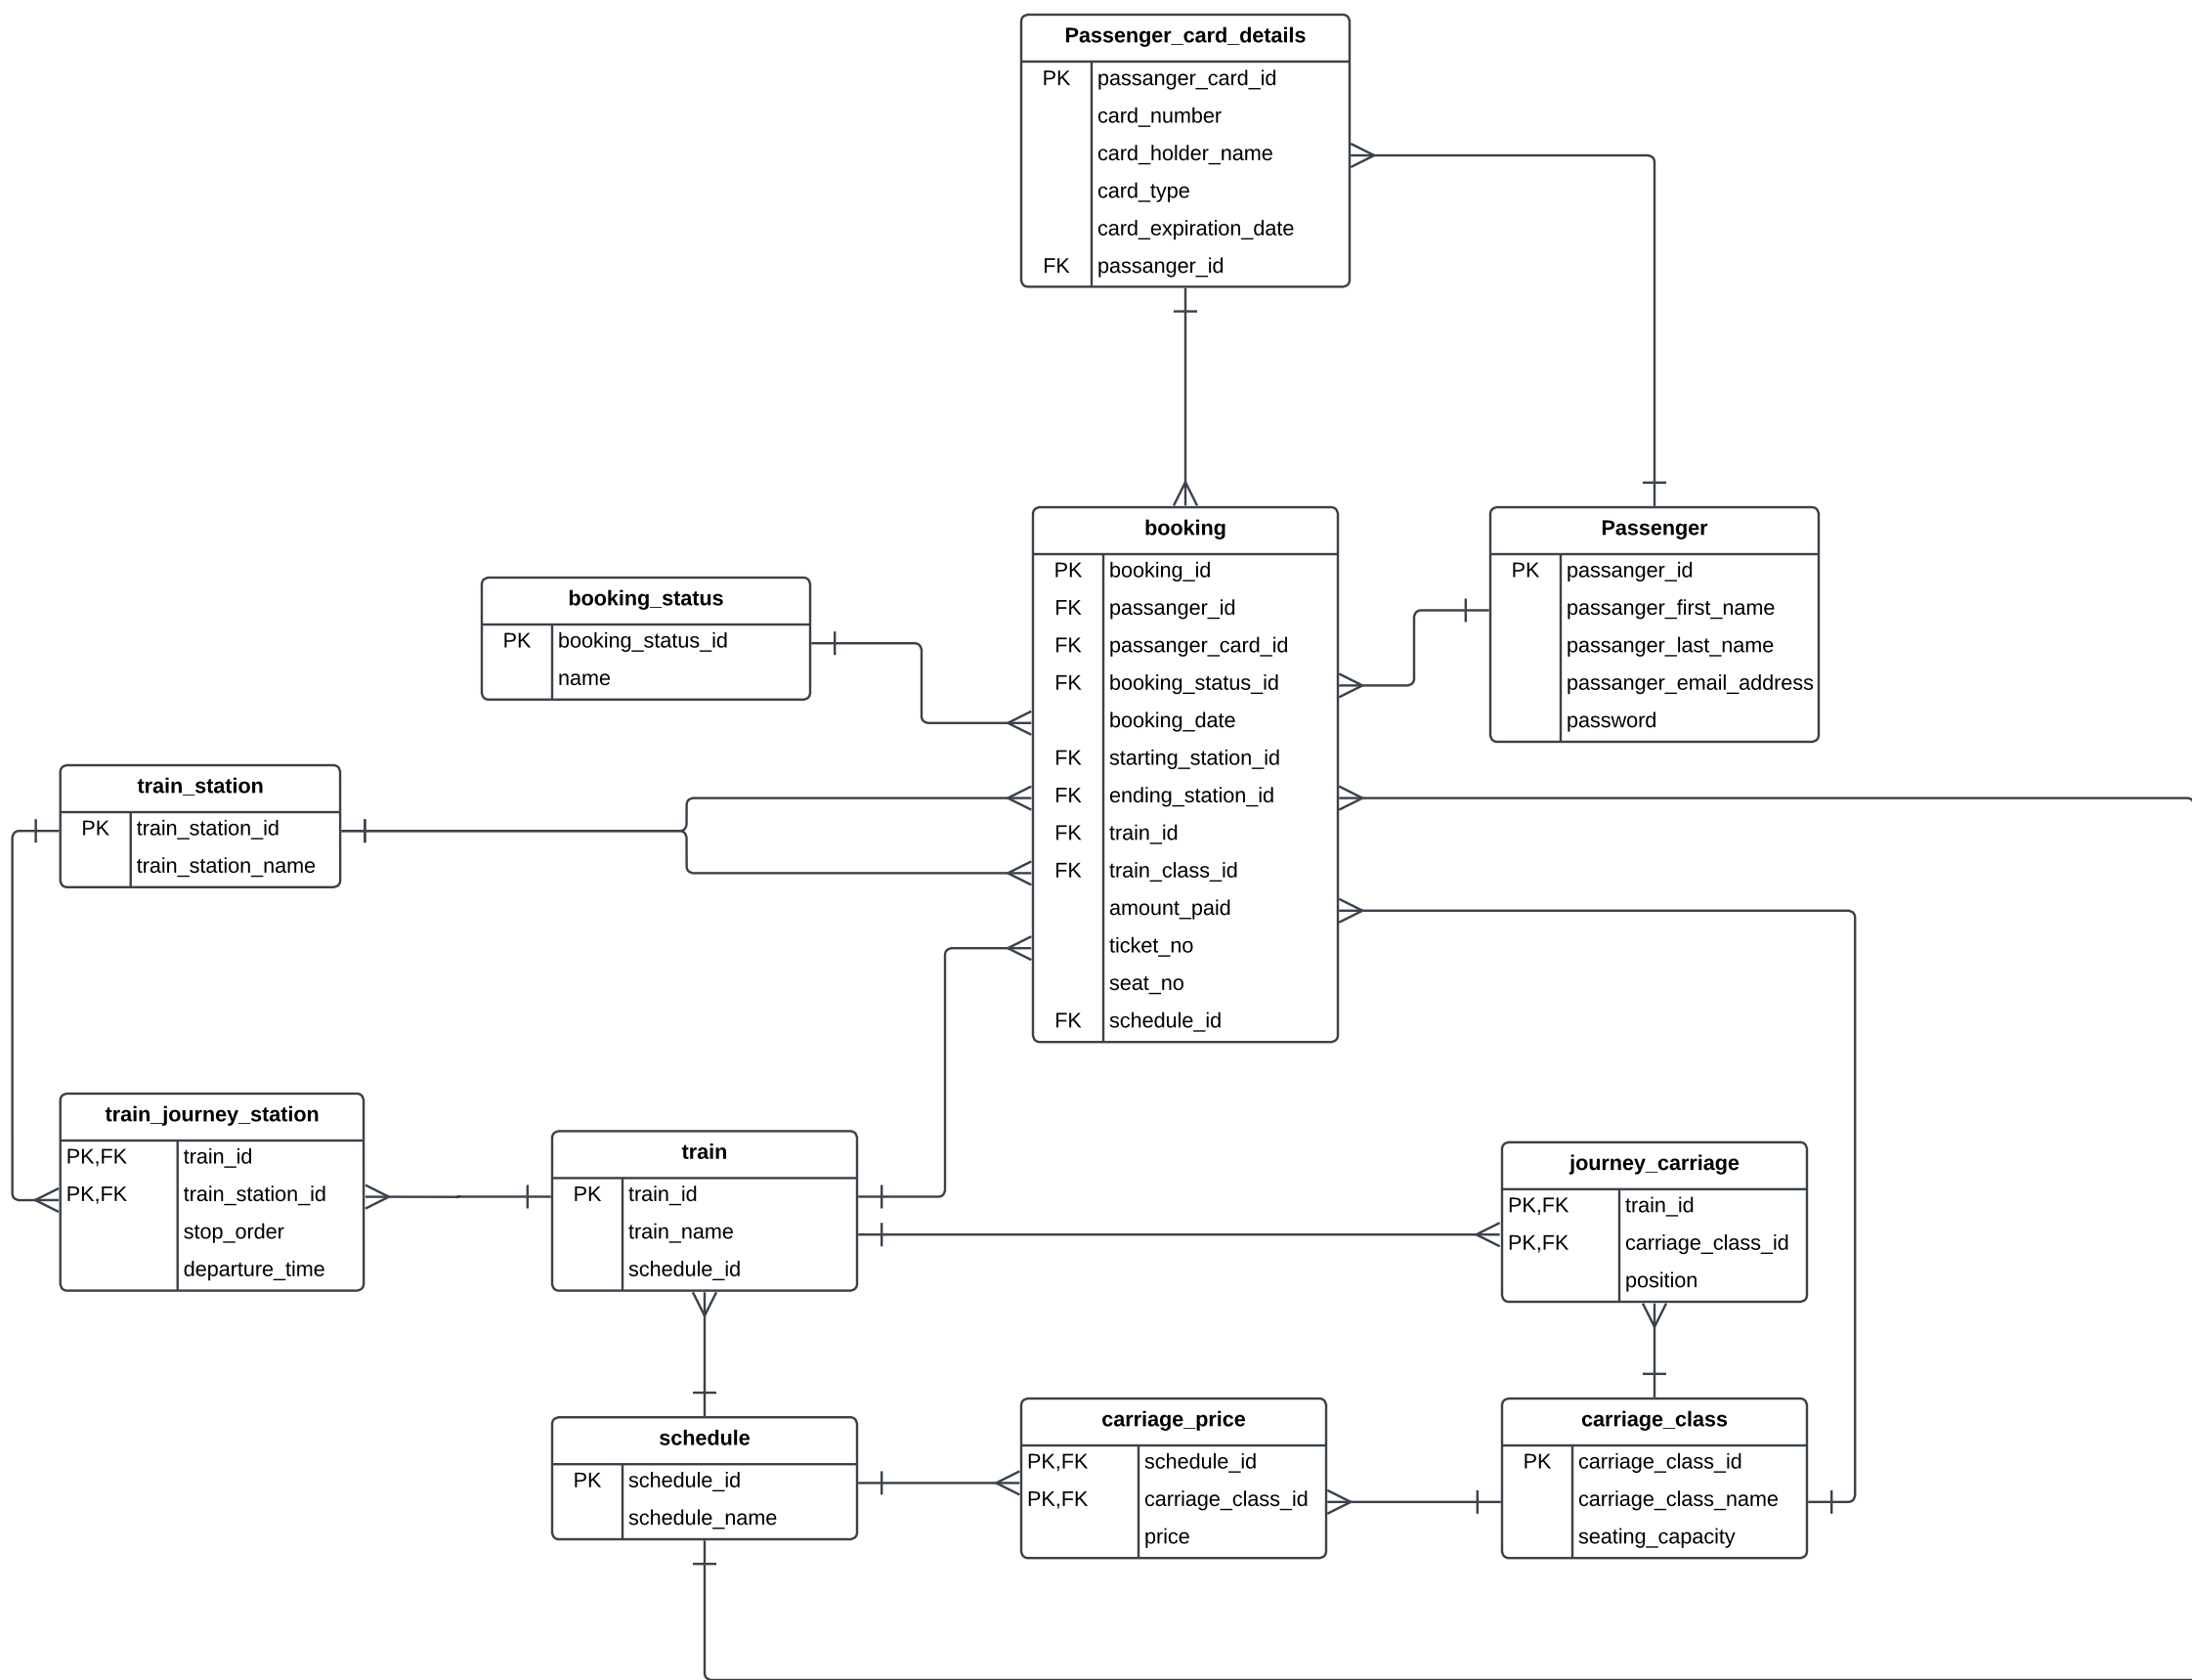 Passenger_card_details
PK passanger_card_id
card_number
card_holder_name
card_type
card_expiration_date
FK passanger_id
booking
PK booking_id
FK passanger_id
FK passanger_card_id
FK booking_status_id
booking_date
FK starting_station_id
FK ending_station_id
FK train_id
FK train_class_id
amount_paid
ticket_no
seat_no
FK schedule_id
Passenger
PK passanger_id
passanger_first_name
passanger_last_name
passanger_email_address
password
booking_status
PK booking_status_id
name
train_station
PK train_station_id
train_station_name
train_journey_station
PK,FK train_id
PK,FK train_station_id
stop_order
departure_time
train
PK train_id
train_name
schedule_id
journey_carriage
PK,FK train_id
PK,FK carriage_class_id
position
schedule
PK schedule_id
schedule_name
carriage_price
PK,FK schedule_id
PK,FK carriage_class_id
price
carriage_class
PK carriage_class_id
carriage_class_name
seating_capacity